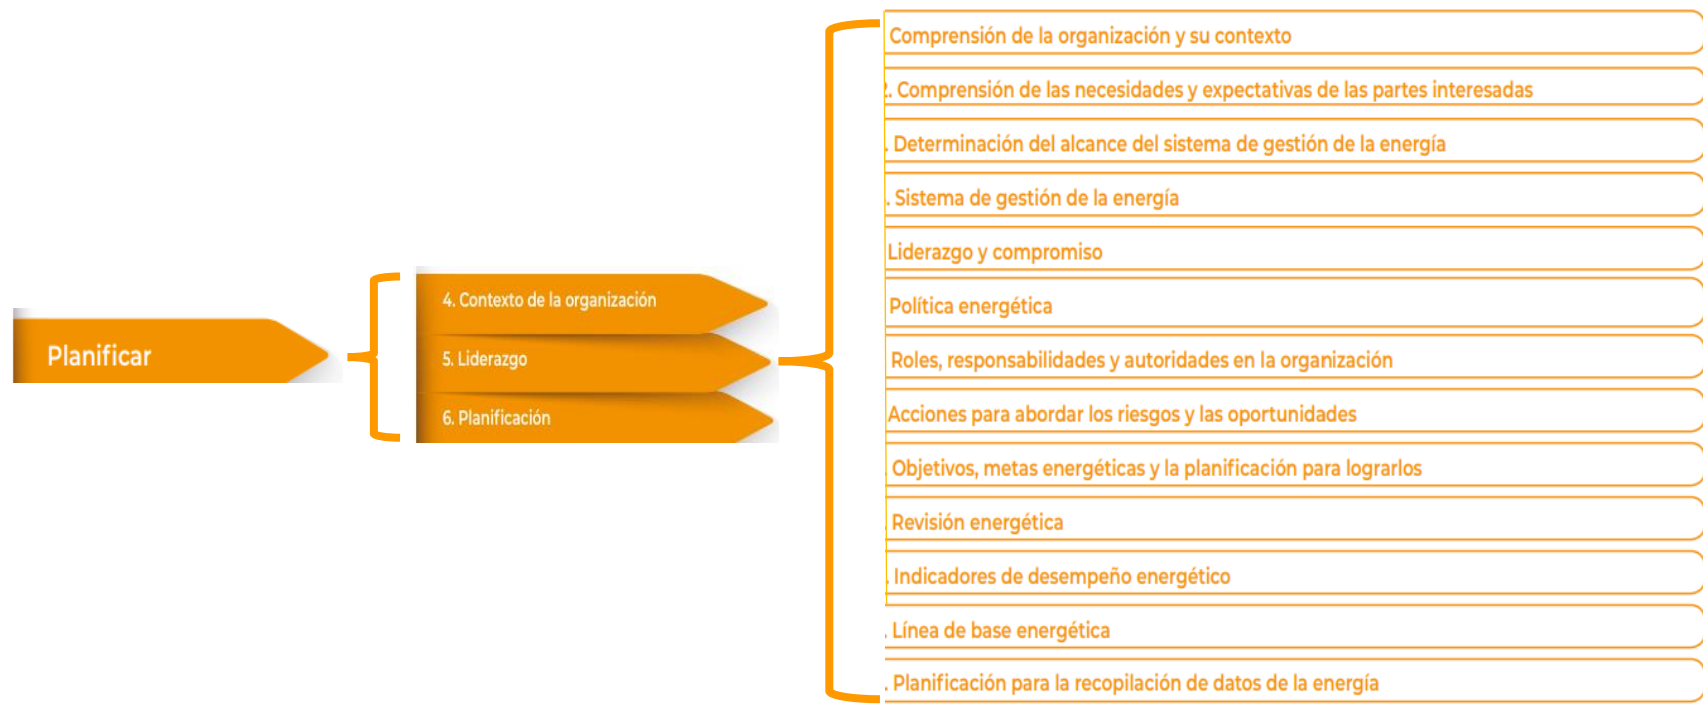 Planificar
4. Contexto de la organización
5. Liderazgo
6. Planificación
Comprensión de la organización y su contexto
2. Comprensión de las necesidades y expectativas de las partes interesadas
. Determinación del alcance del sistema de gestión de la energía
. Sistema de gestión de la energía
Liderazgo y compromiso
Política energética
Roles, responsabilidades y autoridades en la organización
Acciones para abordar los riesgos y las oportunidades
Objetivos, metas energéticas y la planificación para lograrlos
Revisión energética
. Indicadores de desempeño energético
. Línea de base energética
. Planificación para la recopilación de datos de la energía